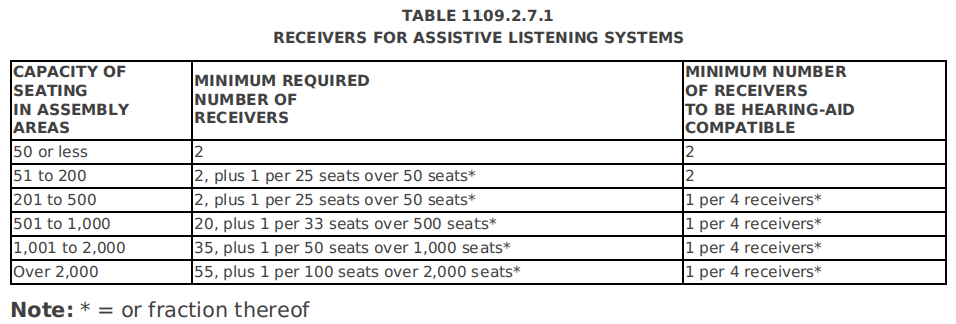 TABLE 1109.2.7.1
RECEIVERS FOR ASSISTIVE LISTENING SYSTEMS
CAPACITY OF
SEATING
IN ASSEMBLY
AREAS
MINIMUM REQUIRED
NUMBER OF
RECEIVERS
MINIMUM NUMBER
OF RECEIVERS
TO BE HEARING-AID
COMPATIBLE
50 or less 2 2
51 to 200 2, plus 1 per 25 seats over 50 seats* 2
201 to 500 2, plus 1 per 25 seats over 50 seats* 1 per 4 receivers*
501 to 1,000 20, plus 1 per 33 seats over 500 seats* 1 per 4 receivers*
1,001 to 2,000 35, plus 1 per 50 seats over 1,000 seats* 1 per 4 receivers*
Over 2,000 55, plus 1 per 100 seats over 2,000 seats* 1 per 4 receivers*
Note: * = or fraction thereof